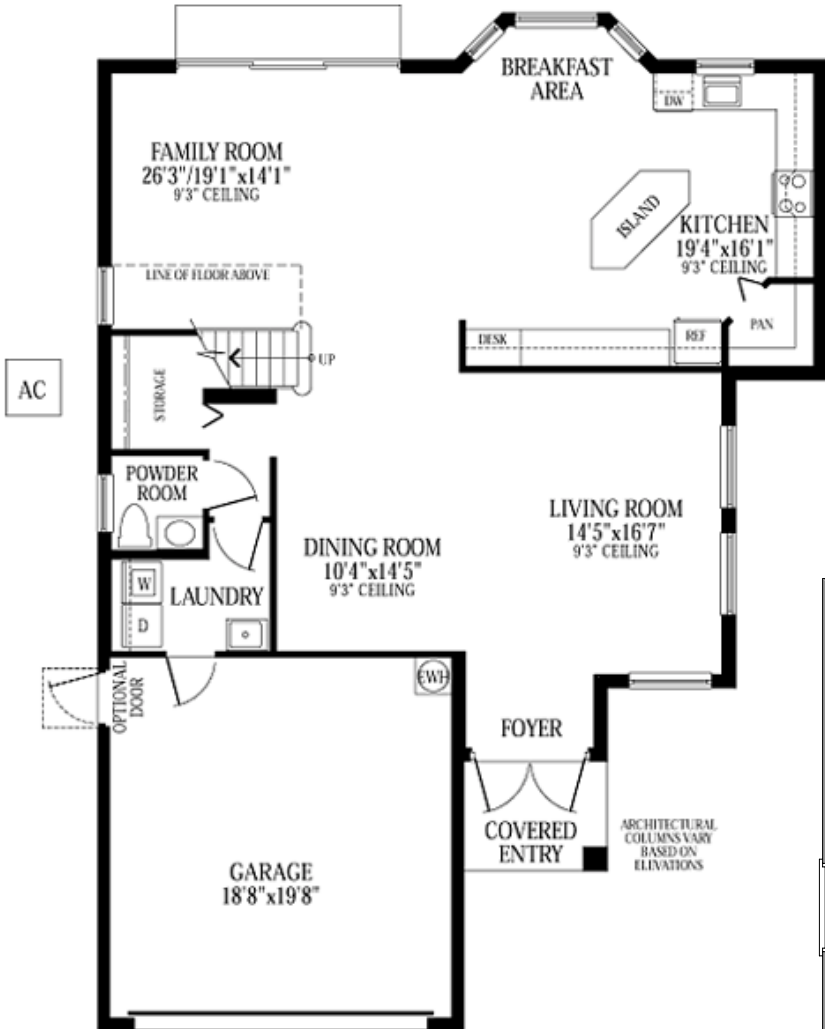 BREAKFAST
AREA
DW
FAMILY ROOM
26'3"/19'1"x14'1"
9'3" CEILING
ISLAND
KITCHEN
19'4"x16'1"
9'3" CEILING
LINE OF FLOOR ABOVE
PAN
DESK
REF
UP
AC
STORAGE
POWDER
ROOM
LIVING ROOM
14'5"x16'7"
9'3" CEILING
DINING ROOM
10'4"x14'5"
9'3" CEILING
W
LAUNDRY
D
EWH
OPTIONAL
DOOR
FOYER
COVERED
ENTRY
ARCHITECTURAL
COLUMNS VARY
BASED ON
ELEVATIONS
GARAGE
18'8"x19'8"